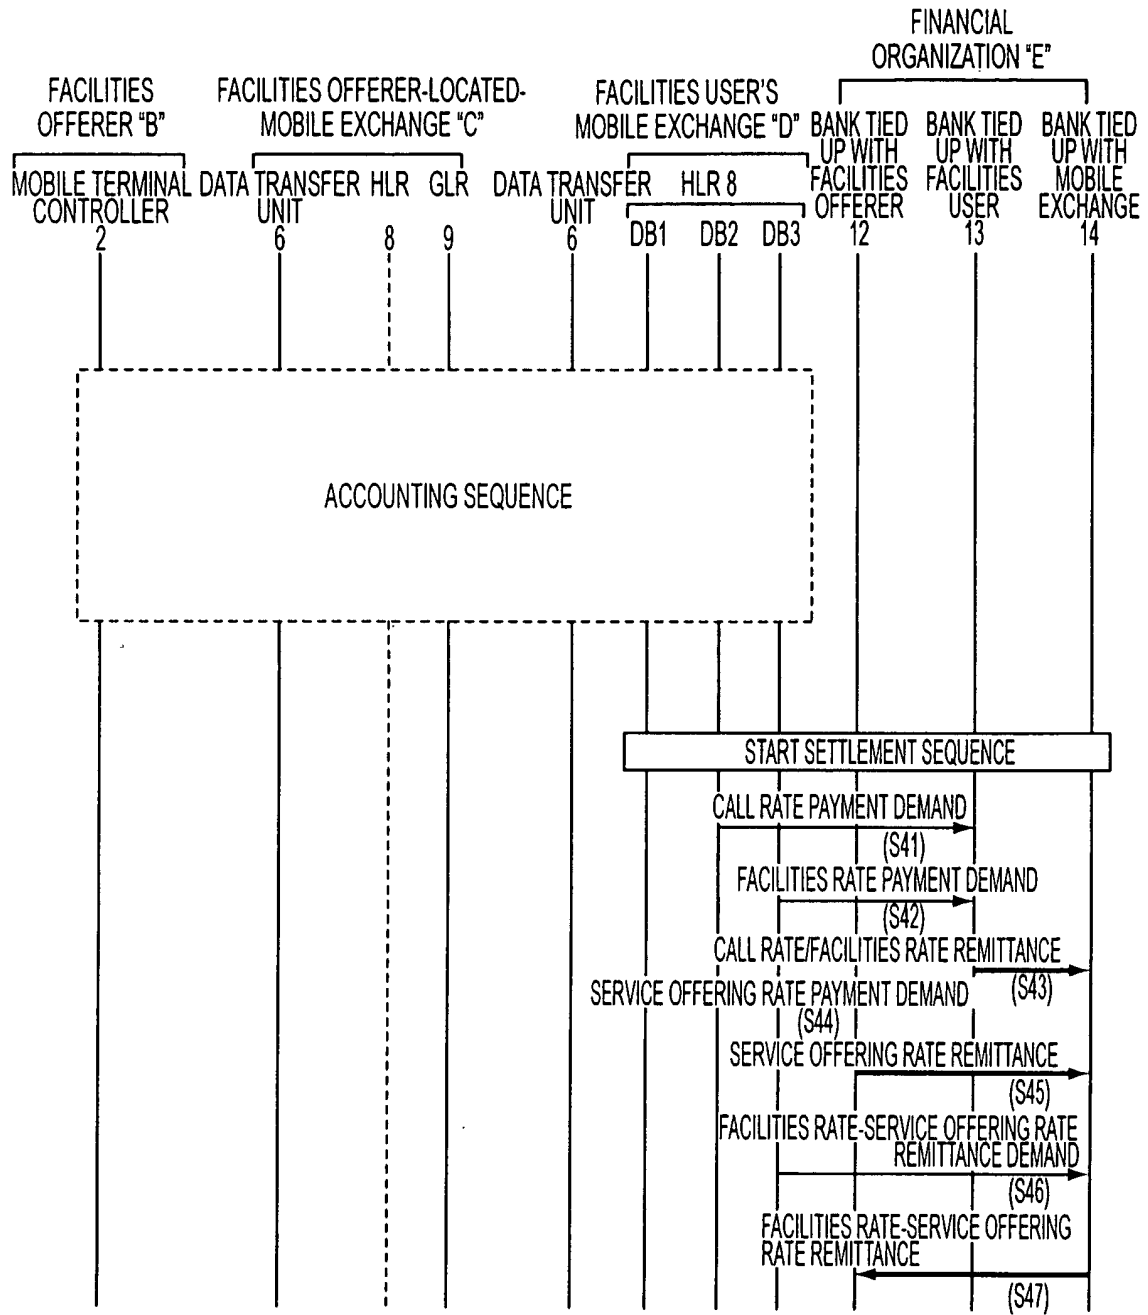 FINANCIAL
ORGANIZATION "E"
FACILITIES
OFFERER "B"
FACILITIES OFFERER-LOCATED-
MOBILE EXCHANGE "C"
FACILITIES USER'S
MOBILE EXCHANGE "D"
MOBILE TERMINAL
CONTROLLER
2
DATA TRANSFER
UNIT
6
HLR
8
GLR
9
DATA TRANSFER
UNIT
6
HLR 8
DB1
DB2
DB3
BANK TIED
UP WITH
FACILITIES
OFFERER
12
BANK TIED
UP WITH
FACILITIES
USER
13
BANK TIED
UP WITH
MOBILE
EXCHANGE
14
ACCOUNTING SEQUENCE
START SETTLEMENT SEQUENCE
CALL RATE PAYMENT DEMAND
(S41)
FACILITIES RATE PAYMENT DEMAND
(S42)
CALL RATE/FACILITIES RATE REMITTANCE
(S43)
SERVICE OFFERING RATE PAYMENT DEMAND
(S44)
SERVICE OFFERING RATE REMITTANCE
(S45)
FACILITIES RATE-SERVICE OFFERING RATE
REMITTANCE DEMAND
(S46)
FACILITIES RATE-SERVICE OFFERING
RATE REMITTANCE
(S47)